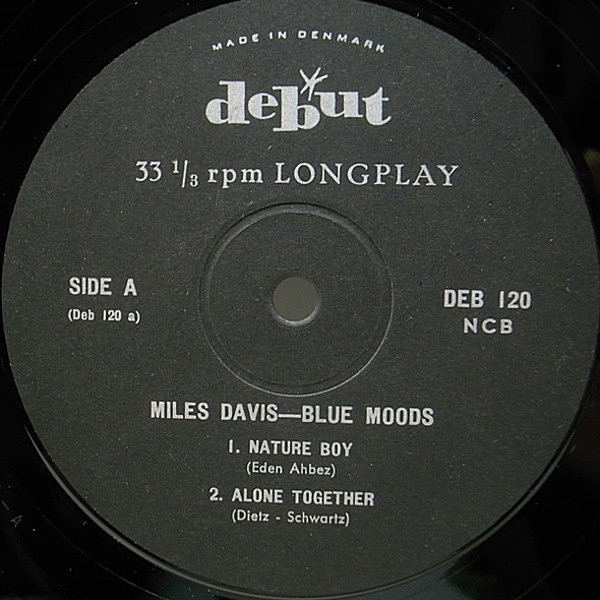 MADE IN DENMARK
debut
33 1/3 rpm LONGPLAY
SIDE A
(Deb 120 a)
DEB 120
NCB
MILES DAVIS—BLUE MOODS
1. NATURE BOY
(Eden Ahbez)
2. ALONE TOGETHER
(Dietz - Schwartz)